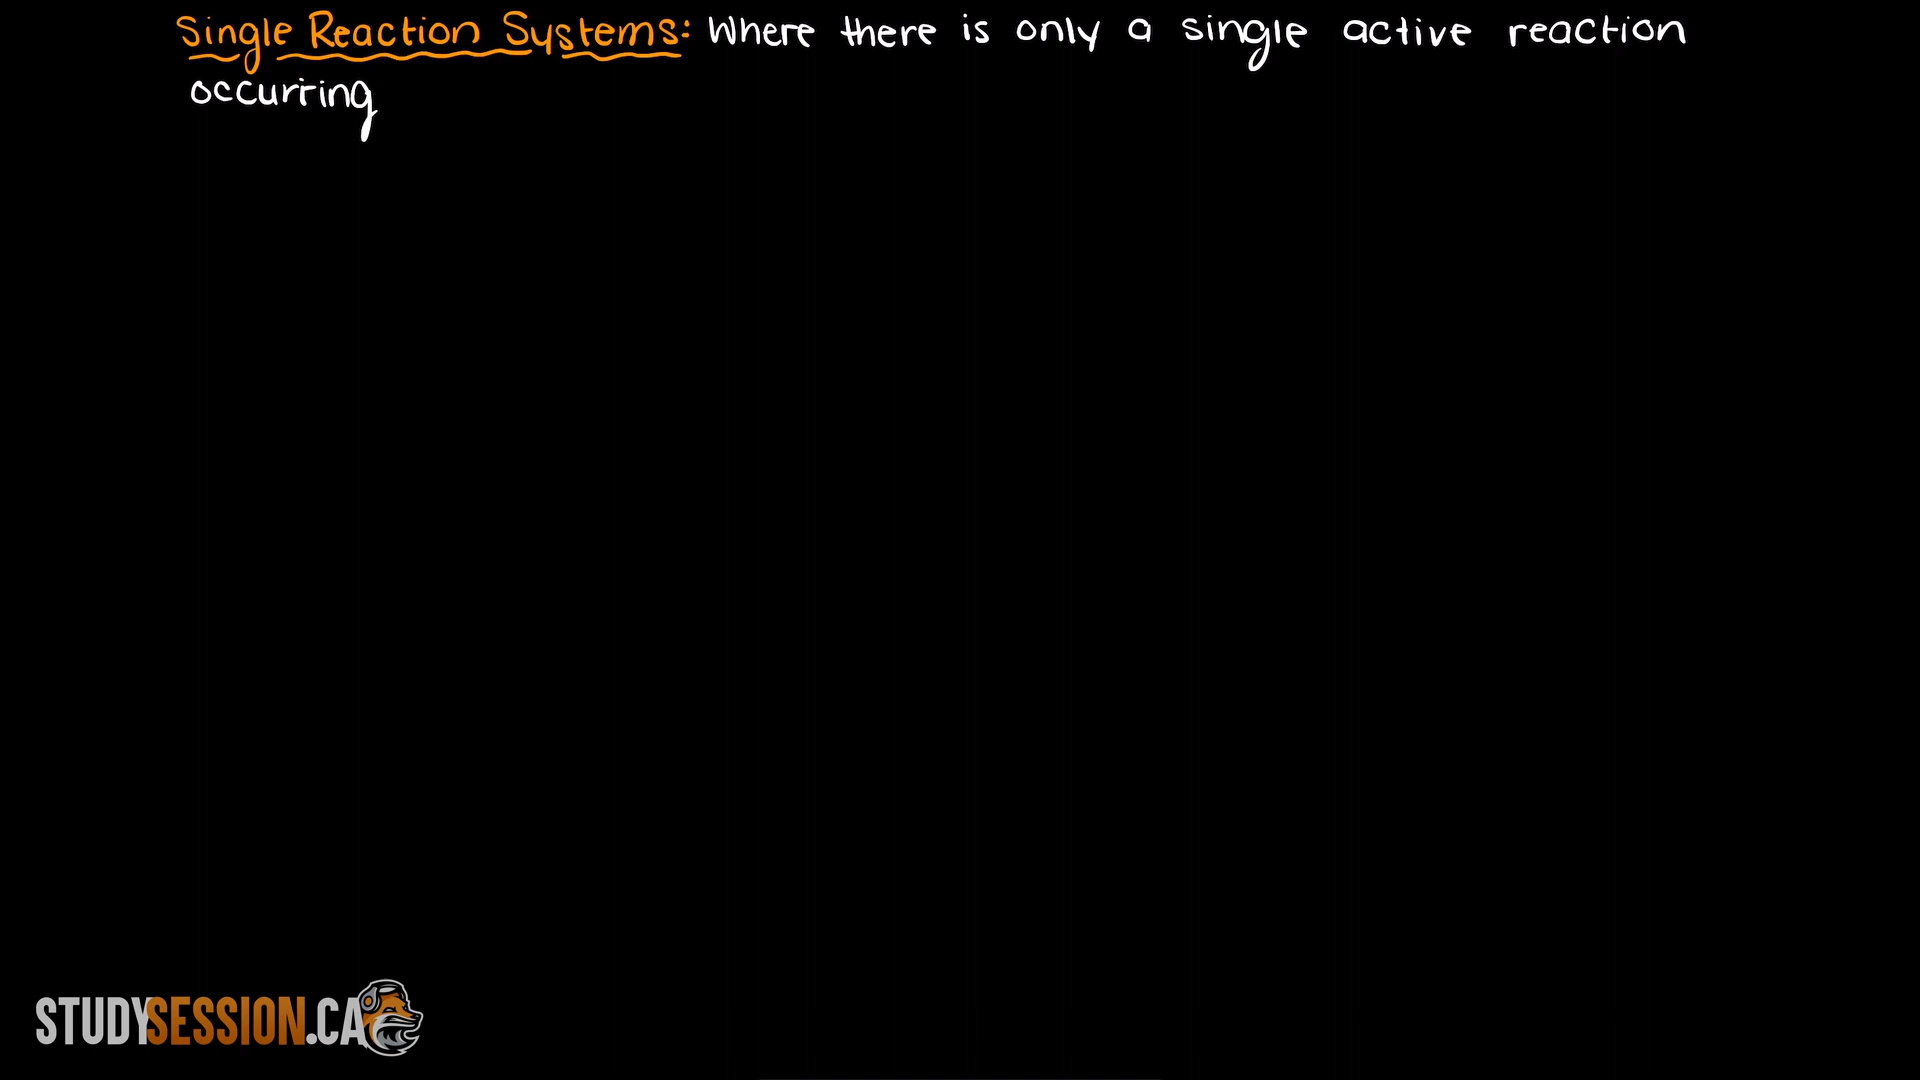 Single Reaction Systems: Where there is only a single active reaction
occurring
STUDYSESSION.CA